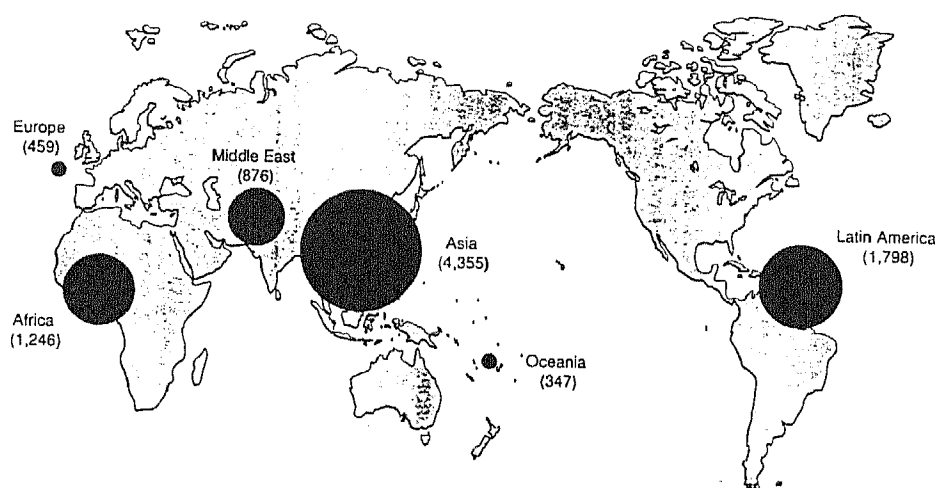 Europe
(459)
Middle East
(876)
Asia
(4,355)
Latin America
(1,798)
Africa
(1,246)
Oceania
(347)